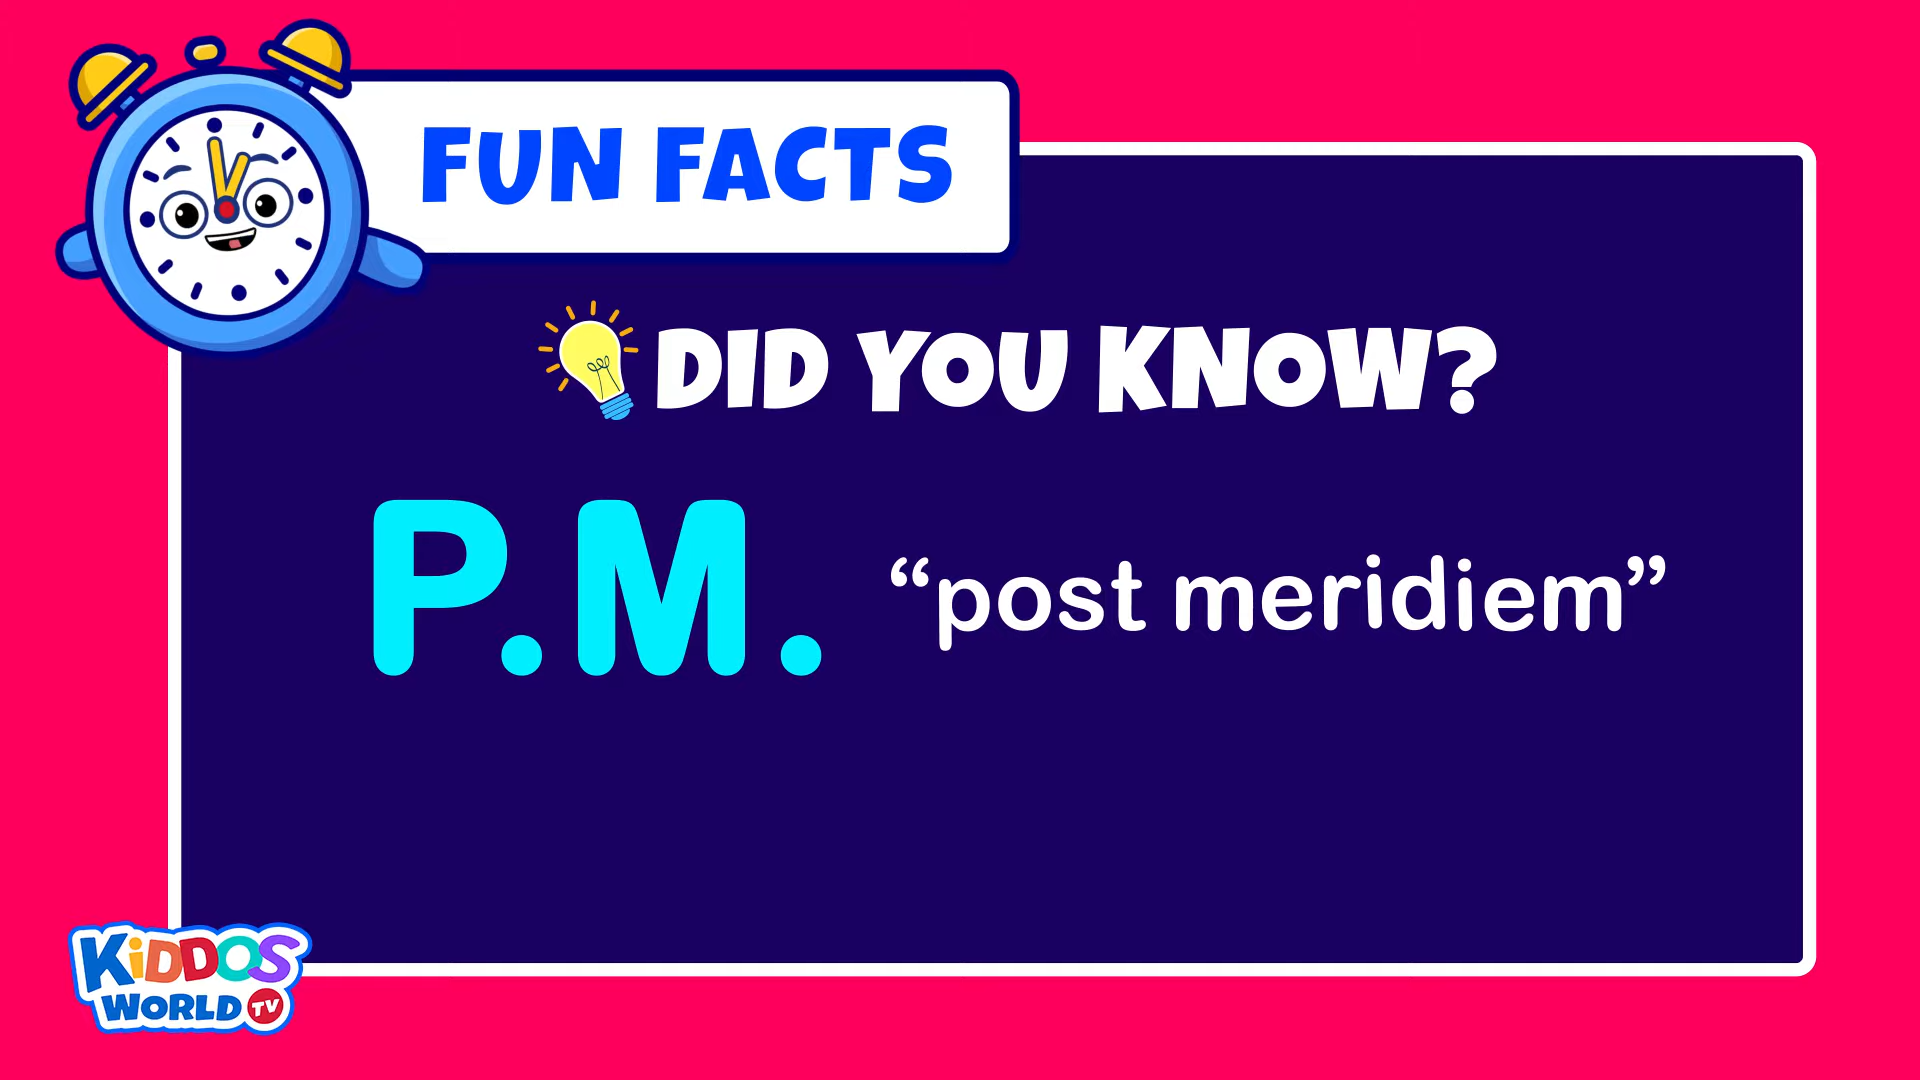 FUN FACTS
DID YOU KNOW?
P.M. “post meridiem”
KiDDOS
WORLD TV